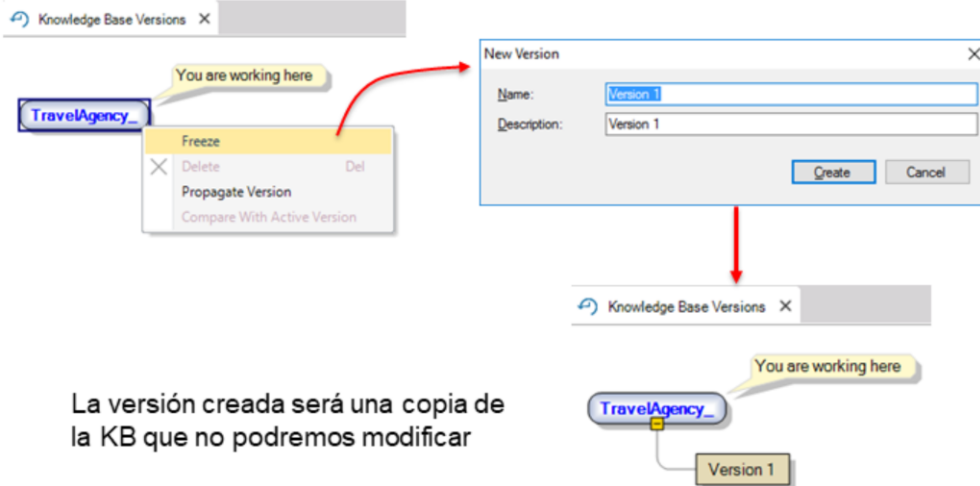 Knowledge Base Versions
You are working here
TravelAgency_
Freeze
Delete Del
Propagate Version
Compare With Active Version
New Version
Name: Version 1
Description: Version 1
Create Cancel
Knowledge Base Versions
You are working here
TravelAgency_
Version 1
La versión creada será una copia de
la KB que no podremos modificar